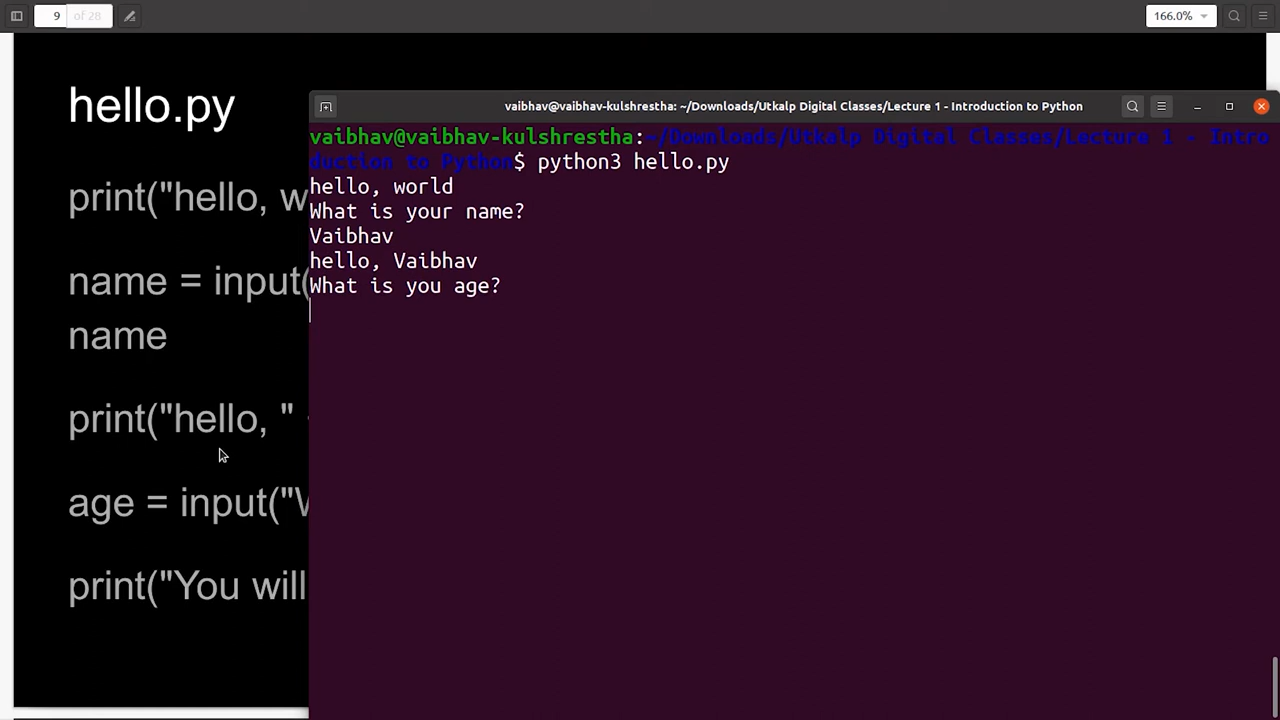 9 of 28
166.0%
hello.py
print("hello, w
name = input(
name
print("hello, "
age = input("W
print("You will
vaibhav@vaibhav-kulshrestha: ~/Downloads/Utkalp Digital Classes/Lecture 1 - Introduction to Python
vaibhav@vaibhav-kulshrestha:~/Downloads/Utkalp Digital Classes/Lecture 1 - Intro
duction to Python$ python3 hello.py
hello, world
What is your name?
Vaibhav
hello, Vaibhav
What is you age?